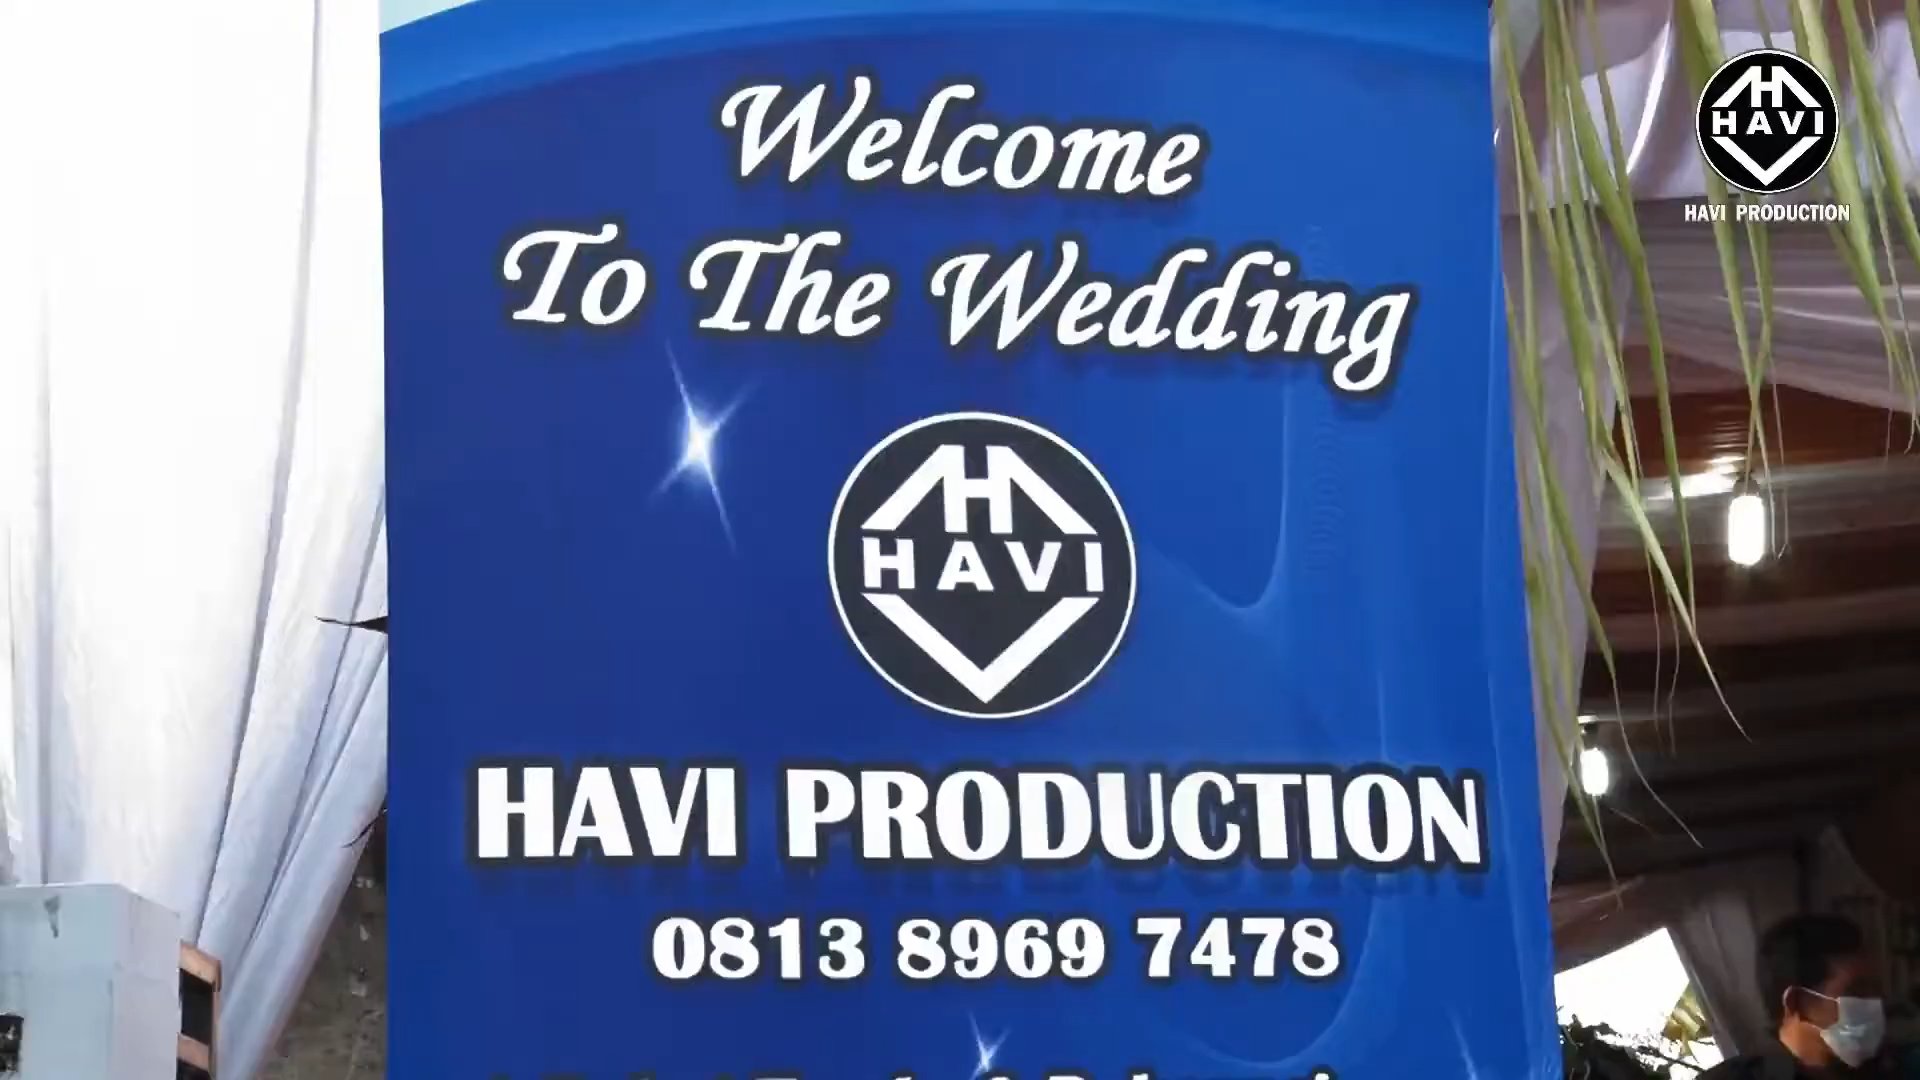 Welcome
To The Wedding
H
HAVI
HAVI PRODUCTION
0813 8969 7478
H
HAVI
HAVI PRODUCTION